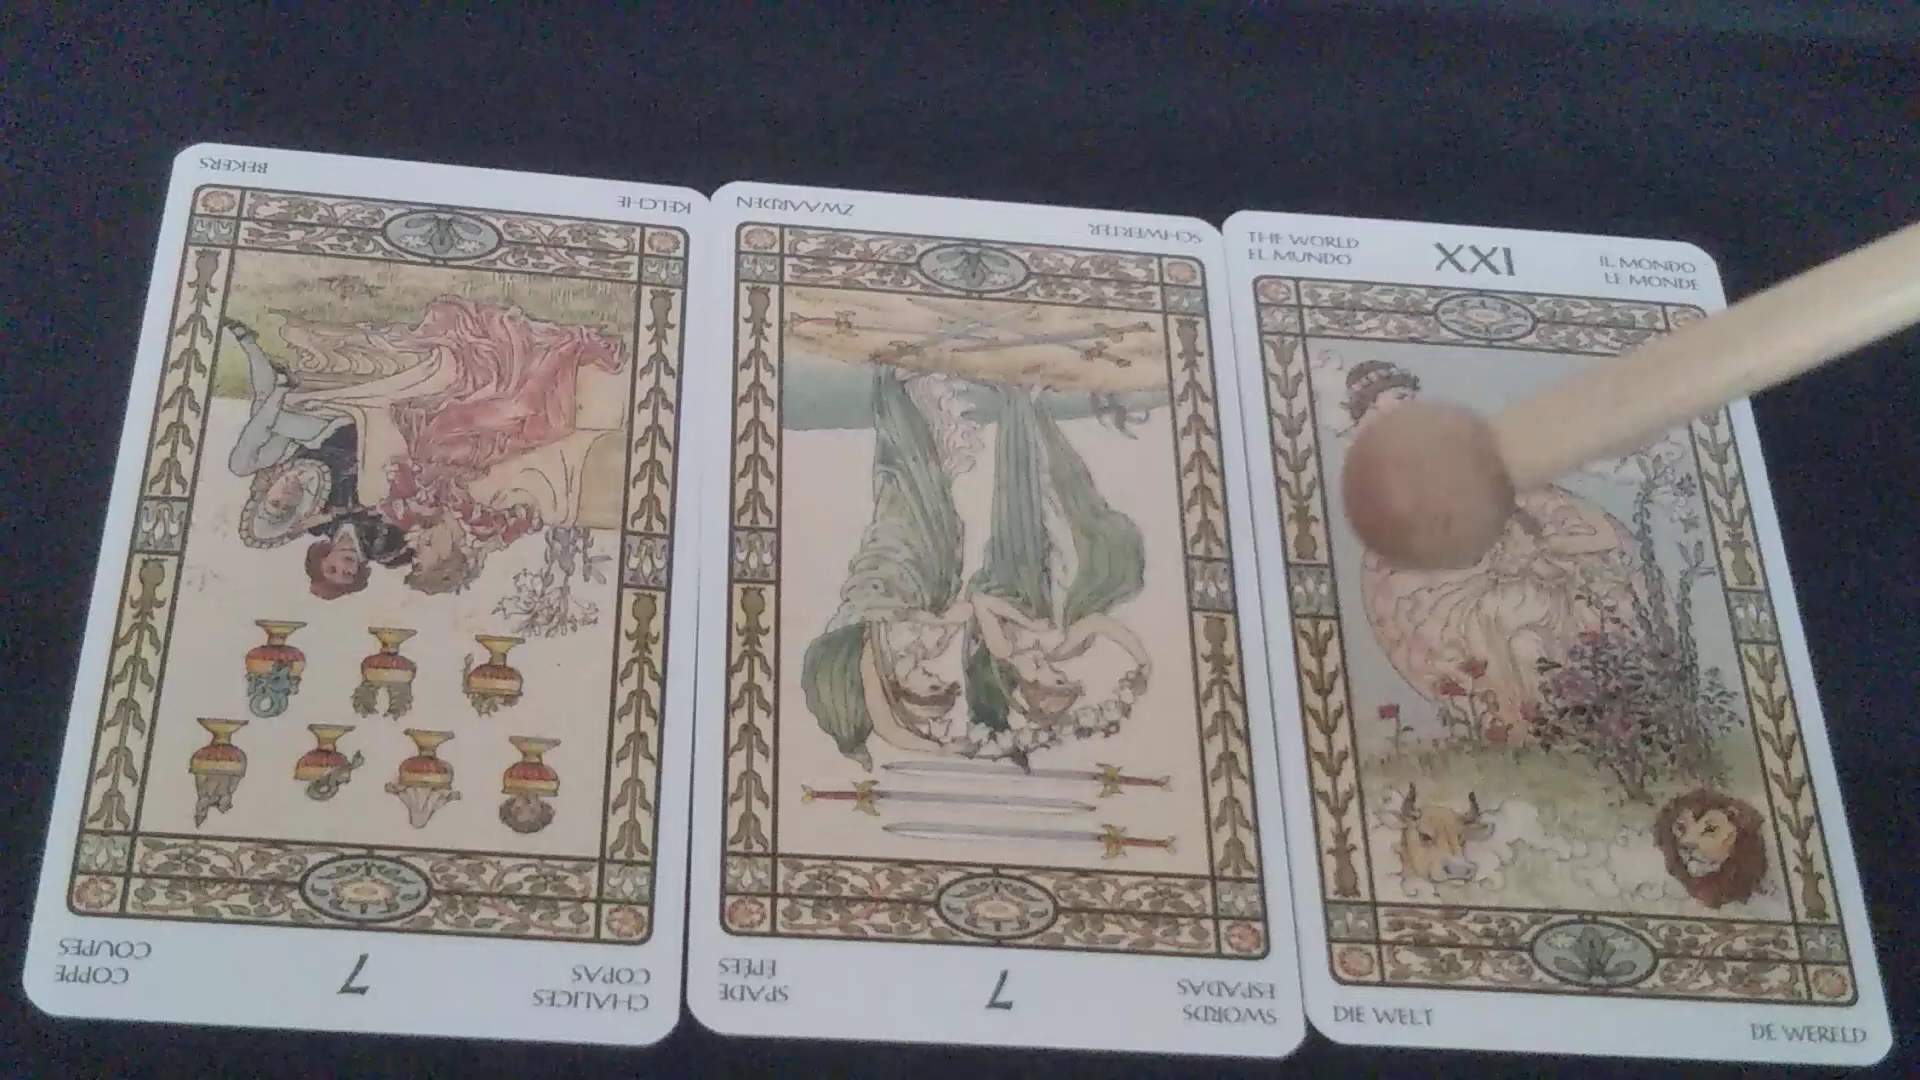 BEKERS
KELCHE
7
COUPES
COPPE
COPAS
CHALICES
ZWAARDEN
SCHWERTER
7
ÉPÉES
SPADE
ESPADAS
SWORDS
THE WORLD
EL MUNDO
XXI
IL MONDO
LE MONDE
DIE WELT
DE WERELD